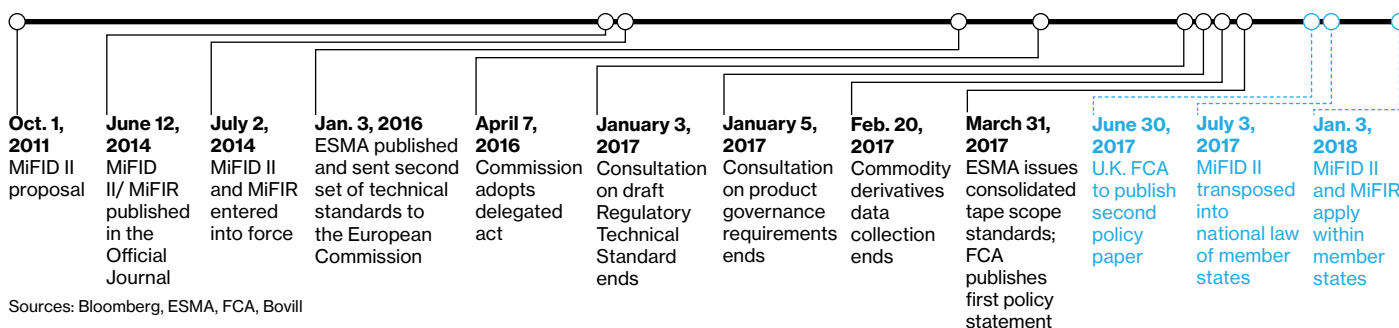 Oct. 1,
2011
MiFID II
proposal
June 12,
2014
MiFID
II/ MiFIR
published
in the
Official
Journal
July 2,
2014
MiFID II
and MiFIR
entered
into force
Jan. 3, 2016
ESMA published
and sent second
set of technical
standards to
the European
Commission
April 7,
2016
Commission
adopts
delegated
act
January 3,
2017
Consultation
on draft
Regulatory
Technical
Standard
ends
January 5,
2017
Consultation
on product
governance
requirements
ends
Feb. 20,
2017
Commodity
derivatives
data
collection
ends
March 31,
2017
ESMA issues
consolidated
tape scope
standards;
FCA
publishes
first policy
statement
June 30,
2017
U.K. FCA
to publish
second
policy
paper
July 3,
2017
MiFID II
transposed
into
national law
of member
states
Jan. 3,
2018
MiFID II
and MiFIR
apply
within
member
states
Sources: Bloomberg, ESMA, FCA, Bovill